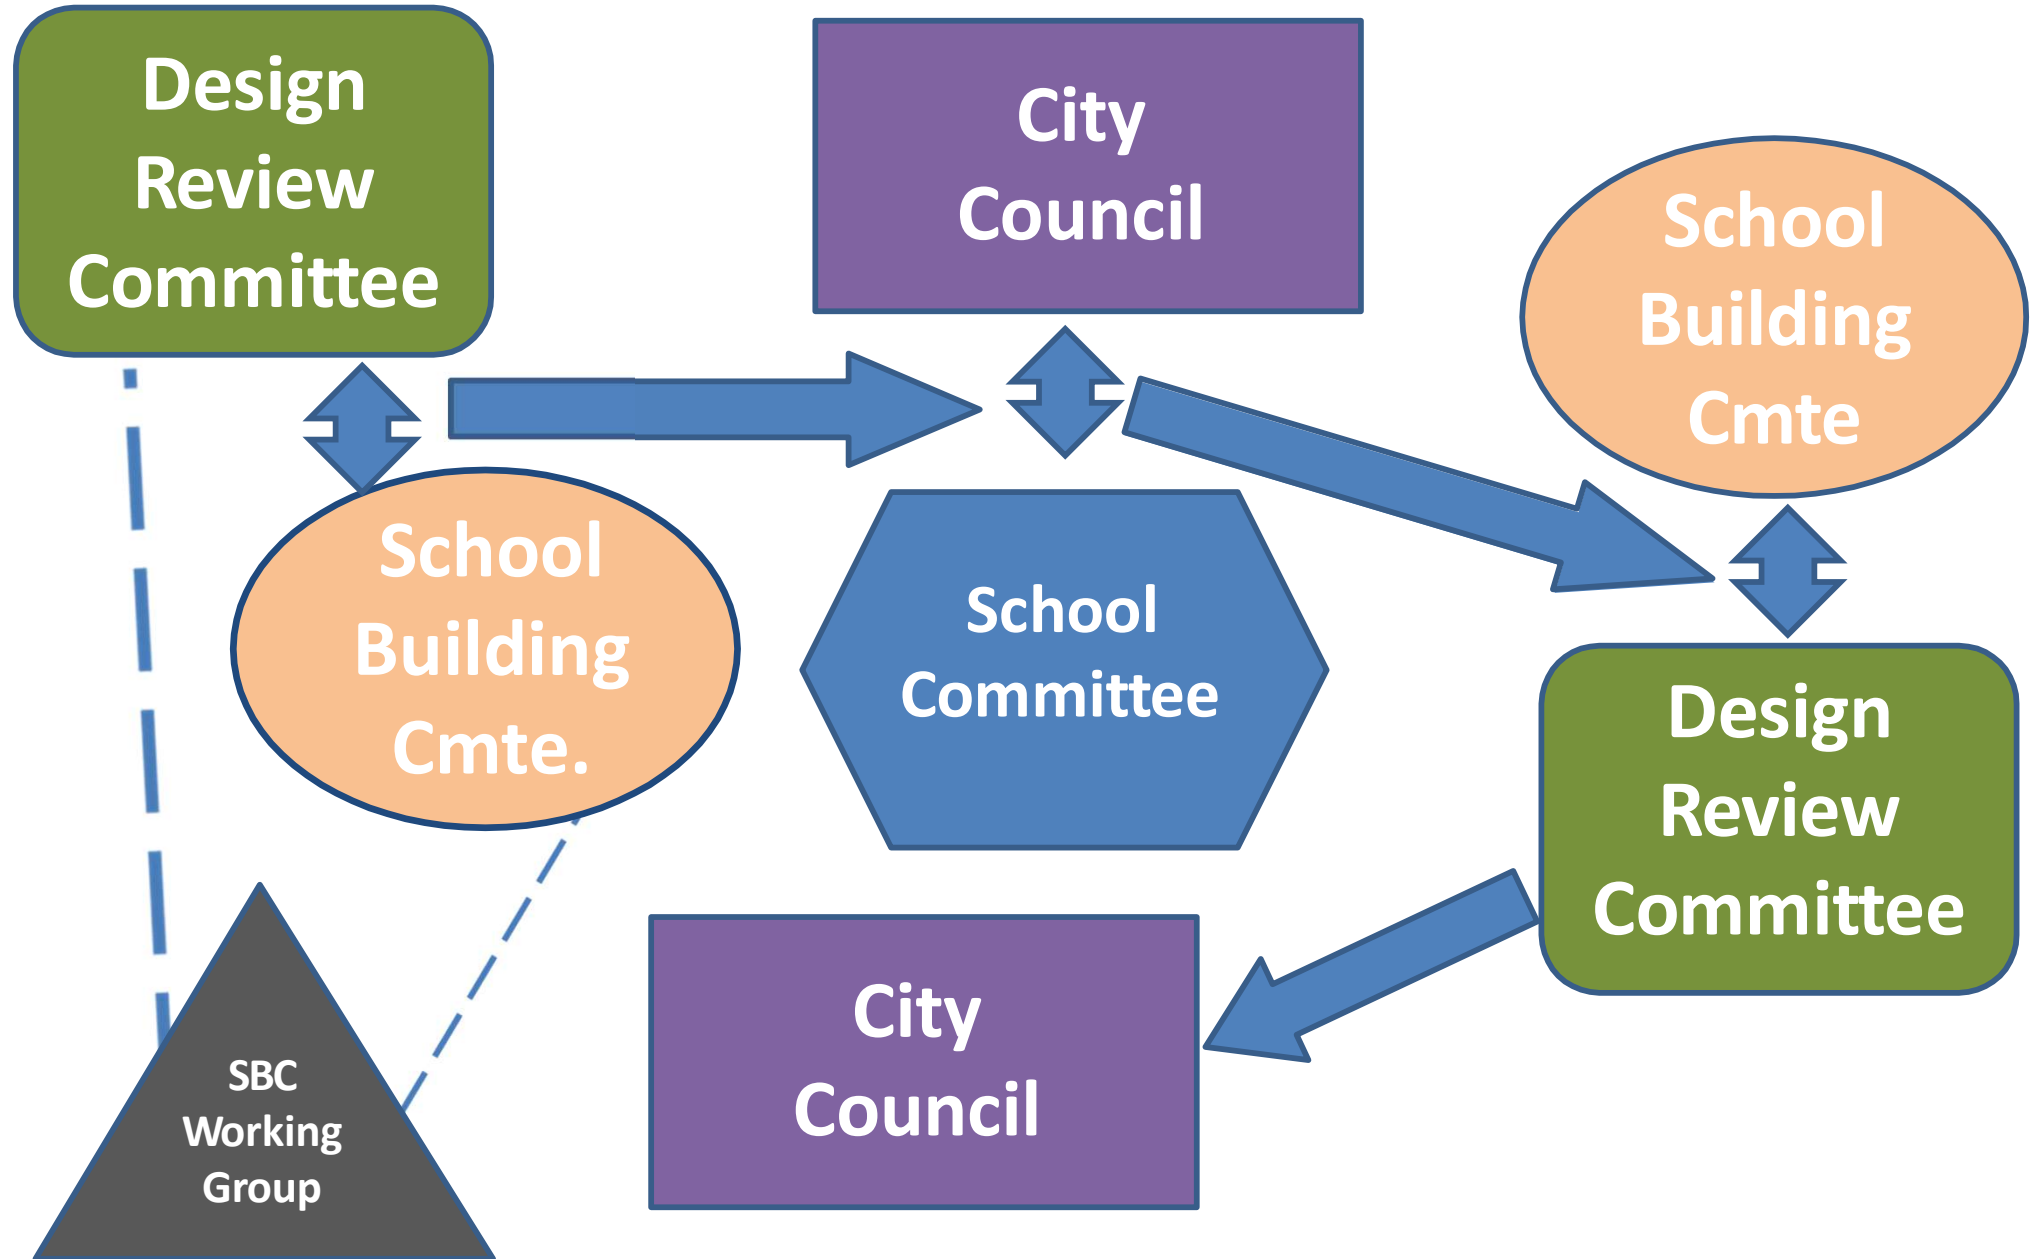 Design
Review
Committee
City
Council
School
Building
Cmte
School
Building
Cmte.
School
Committee
Design
Review
Committee
City
Council
SBC
Working
Group